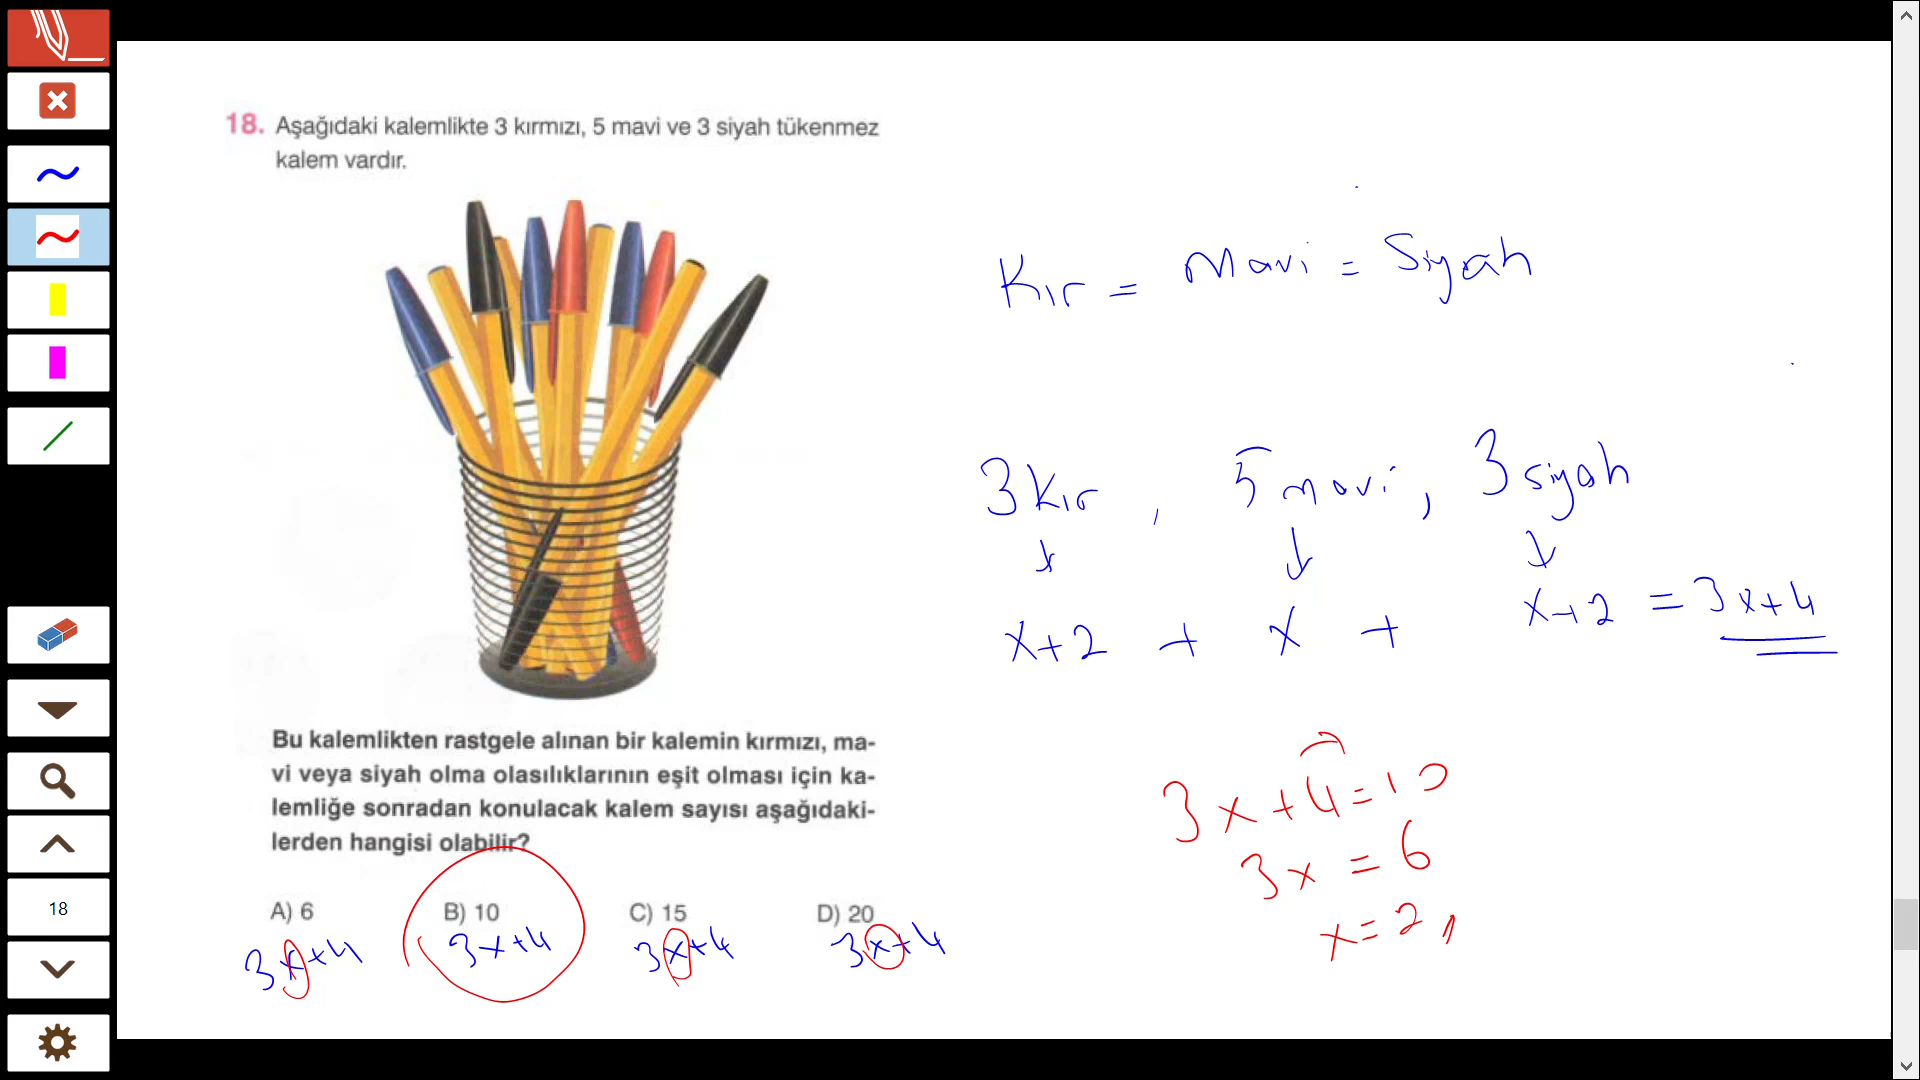 18. Aşağıdaki kalemlikte 3 kırmızı, 5 mavi ve 3 siyah tükenmez
kalem vardır.
Kır = Mavi = Siyah
3 Kır , 5 mavi , 3 siyah
x+2 + x + x+2 = 3x+4
Bu kalemlikten rastgele alınan bir kalemin kırmızı, ma-
vi veya siyah olma olasılıklarının eşit olması için ka-
lemliğe sonradan konulacak kalem sayısı aşağıdaki-
lerden hangisi olabilir?
A) 6 B) 10 C) 15 D) 20
3x+4 3x+4 3x+4 3x+4
3x+4=10
3x = 6
x=2
18